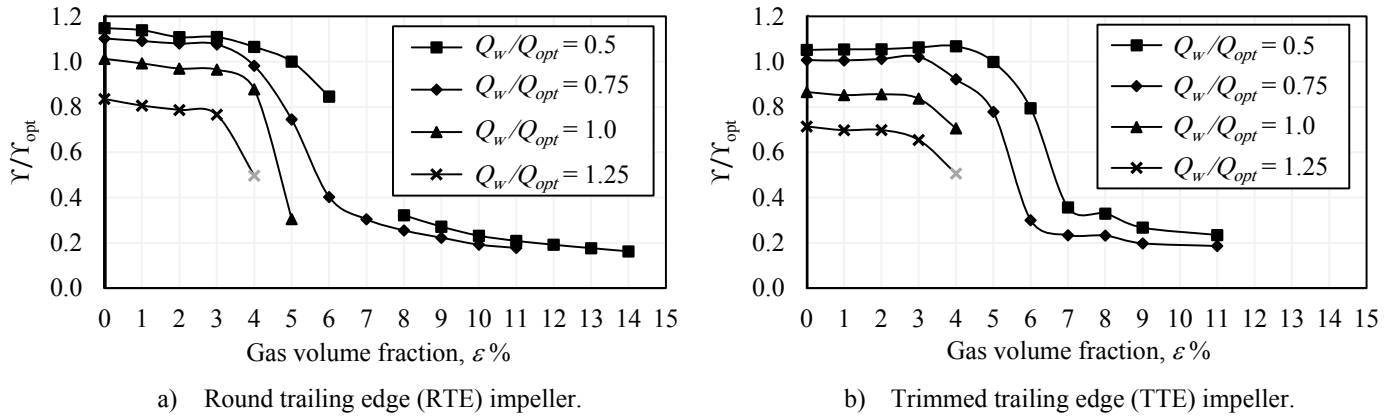 1.2
1.0
0.8
0.6
0.4
0.2
0.0
ϒ/ϒopt
Qw/Qopt = 0.5
Qw/Qopt = 0.75
Qw/Qopt = 1.0
Qw/Qopt = 1.25
0 1 2 3 4 5 6 7 8 9 10 11 12 13 14 15
Gas volume fraction, ε %
a) Round trailing edge (RTE) impeller.
1.2
1.0
0.8
0.6
0.4
0.2
0.0
ϒ/ϒopt
Qw/Qopt = 0.5
Qw/Qopt = 0.75
Qw/Qopt = 1.0
Qw/Qopt = 1.25
0 1 2 3 4 5 6 7 8 9 10 11 12 13 14 15
Gas volume fraction, ε %
b) Trimmed trailing edge (TTE) impeller.